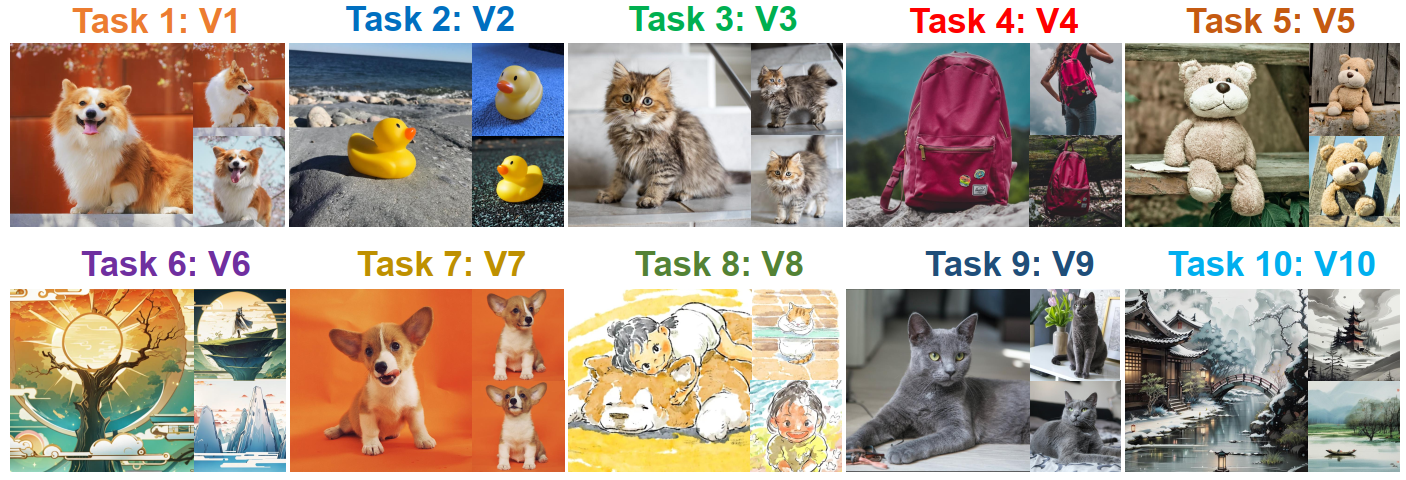 Task 1: V1
Task 2: V2
Task 3: V3
Task 4: V4
Task 5: V5
Task 6: V6
Task 7: V7
Task 8: V8
Task 9: V9
Task 10: V10